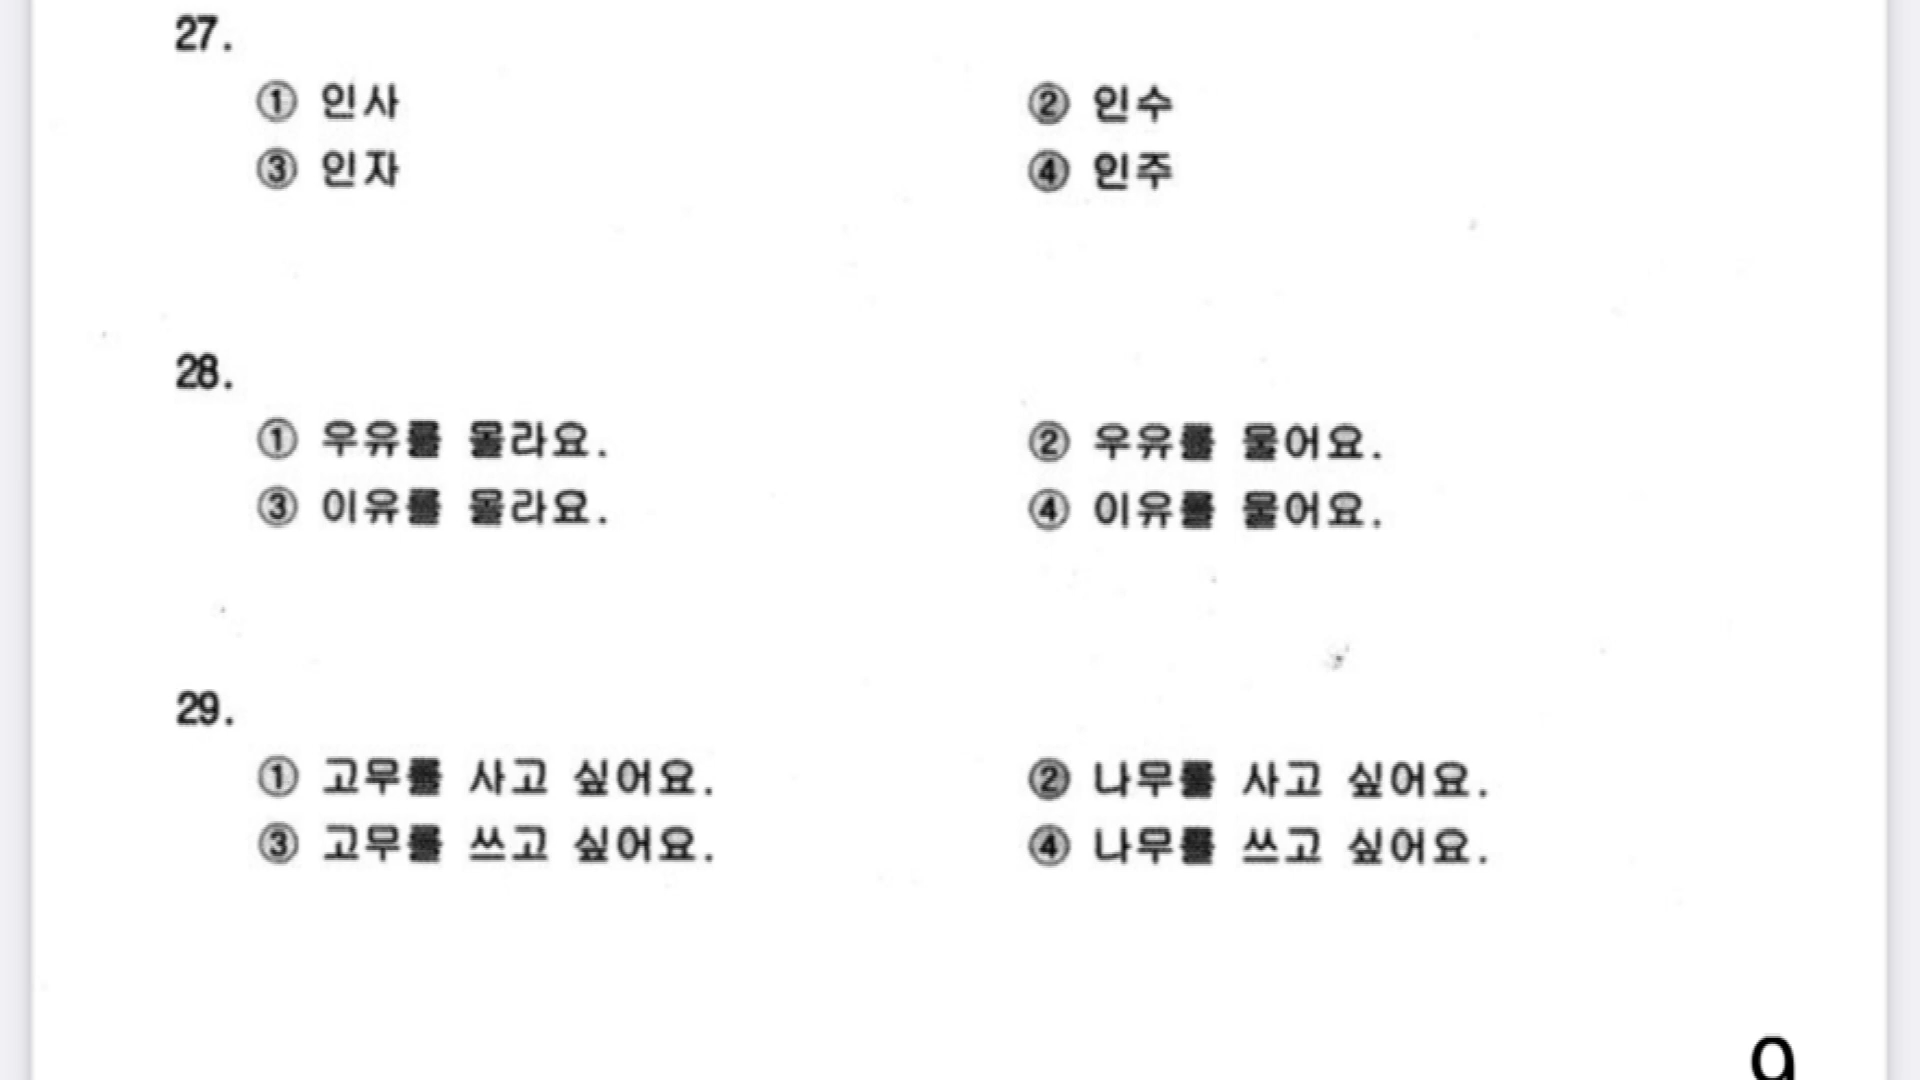 27.
① 인사 ② 인수
③ 인자 ④ 인주
28.
① 우유를 몰라요. ② 우유를 물어요.
③ 이유를 몰라요. ④ 이유를 물어요.
29.
① 고무를 사고 싶어요. ② 나무를 사고 싶어요.
③ 고무를 쓰고 싶어요. ④ 나무를 쓰고 싶어요.
9